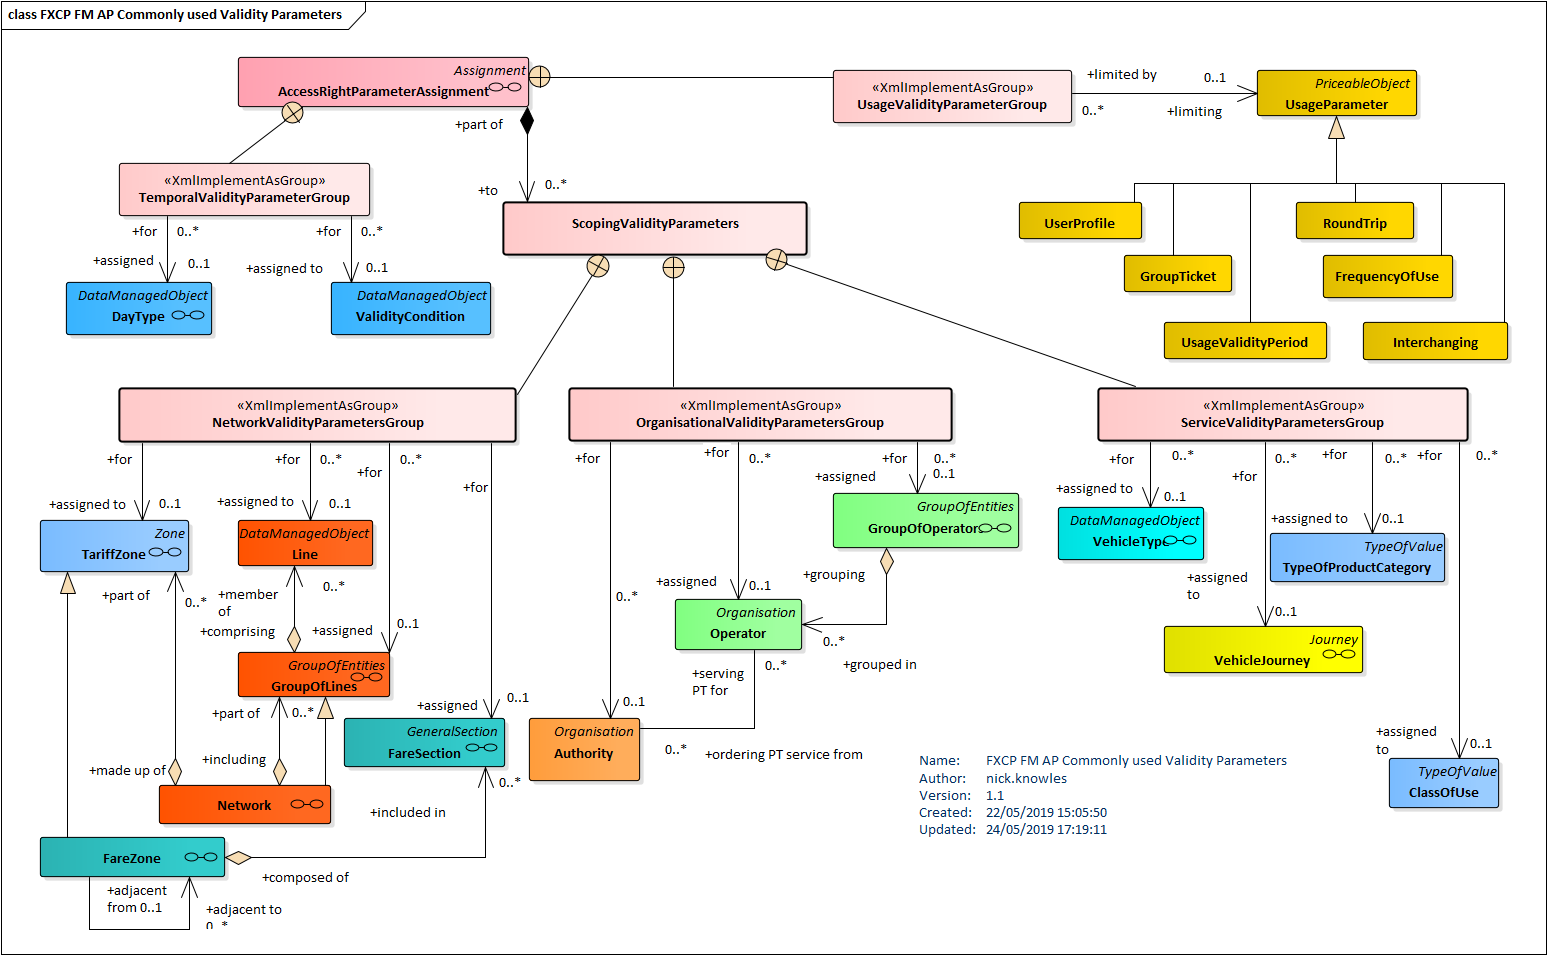 class FXCP FM AP Commonly used Validity Parameters
Assignment
AccessRightParameterAssignment
«XmlImplementAsGroup»
UsageValidityParameterGroup
+limited by
0..1
0..*
+limiting
PriceableObject
UsageParameter
+part of
+to
0..*
«XmlImplementAsGroup»
TemporalValidityParameterGroup
+for
0..*
+for
0..*
+assigned
0..1
+assigned to
0..1
DataManagedObject
DayType
DataManagedObject
ValidityCondition
ScopingValidityParameters
UserProfile
RoundTrip
GroupTicket
FrequencyOfUse
UsageValidityPeriod
Interchanging
«XmlImplementAsGroup»
NetworkValidityParametersGroup
«XmlImplementAsGroup»
OrganisationalValidityParametersGroup
«XmlImplementAsGroup»
ServiceValidityParametersGroup
+for
+for
0..*
+for
0..*
+for
+assigned to
0..1
+assigned to
0..1
Zone
TariffZone
DataManagedObject
Line
+part of
0..*
+member
of
0..*
+comprising
+assigned
0..1
GroupOfEntities
GroupOfLines
+part of
0..*
+including
+made up of
Network
+assigned
0..1
GeneralSection
FareSection
0..*
+included in
FareZone
+composed of
+adjacent
from 0..1
+adjacent to
0..*
+for
+for
0..*
+for
0..*
+assigned
0..1
GroupOfEntities
GroupOfOperator
+grouping
+assigned
0..1
0..*
Organisation
Operator
0..*
+grouped in
+serving
PT for
0..*
0..1
Organisation
Authority
0..*
+ordering PT service from
+for
0..*
+for
0..*
+for
0..*
+for
0..*
+assigned to
0..1
DataManagedObject
VehicleType
+assigned to
0..1
TypeOfValue
TypeOfProductCategory
+assigned
to
0..1
Journey
VehicleJourney
+assigned
to
0..1
TypeOfValue
ClassOfUse
Name: FXCP FM AP Commonly used Validity Parameters
Author: nick.knowles
Version: 1.1
Created: 22/05/2019 15:05:50
Updated: 24/05/2019 17:19:11